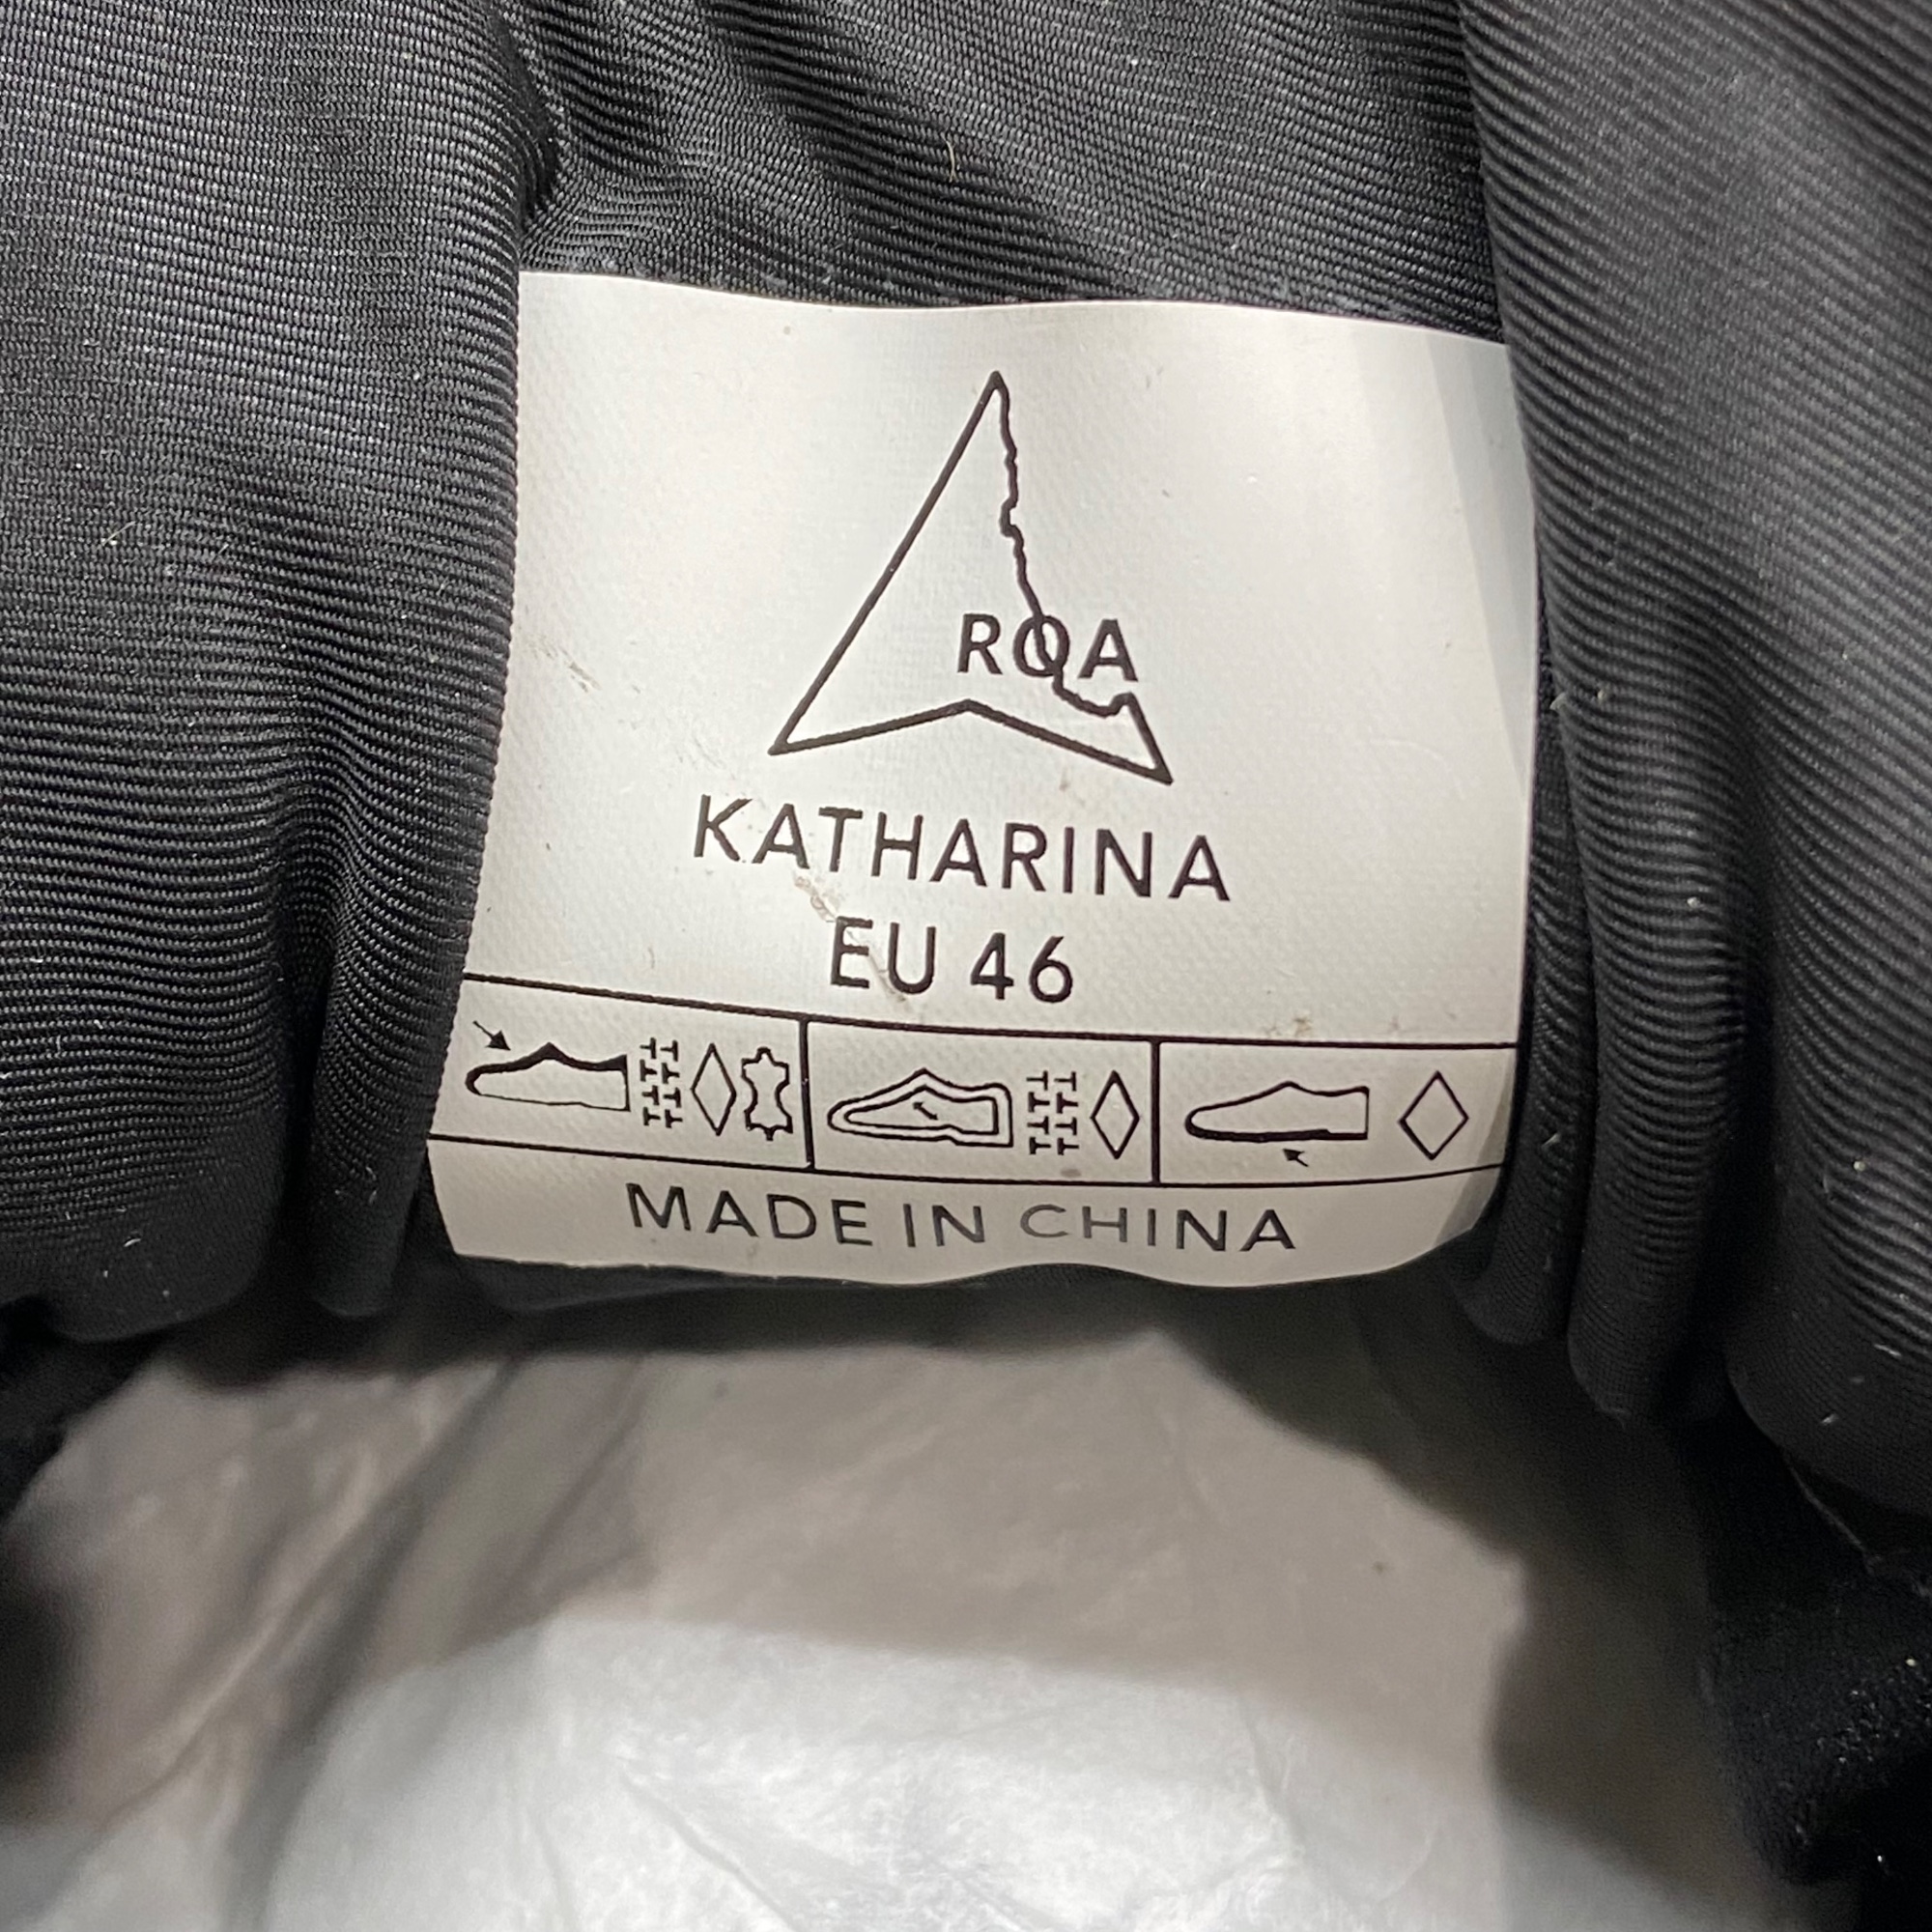 ROA
KATHARINA
EU 46
MADE IN CHINA